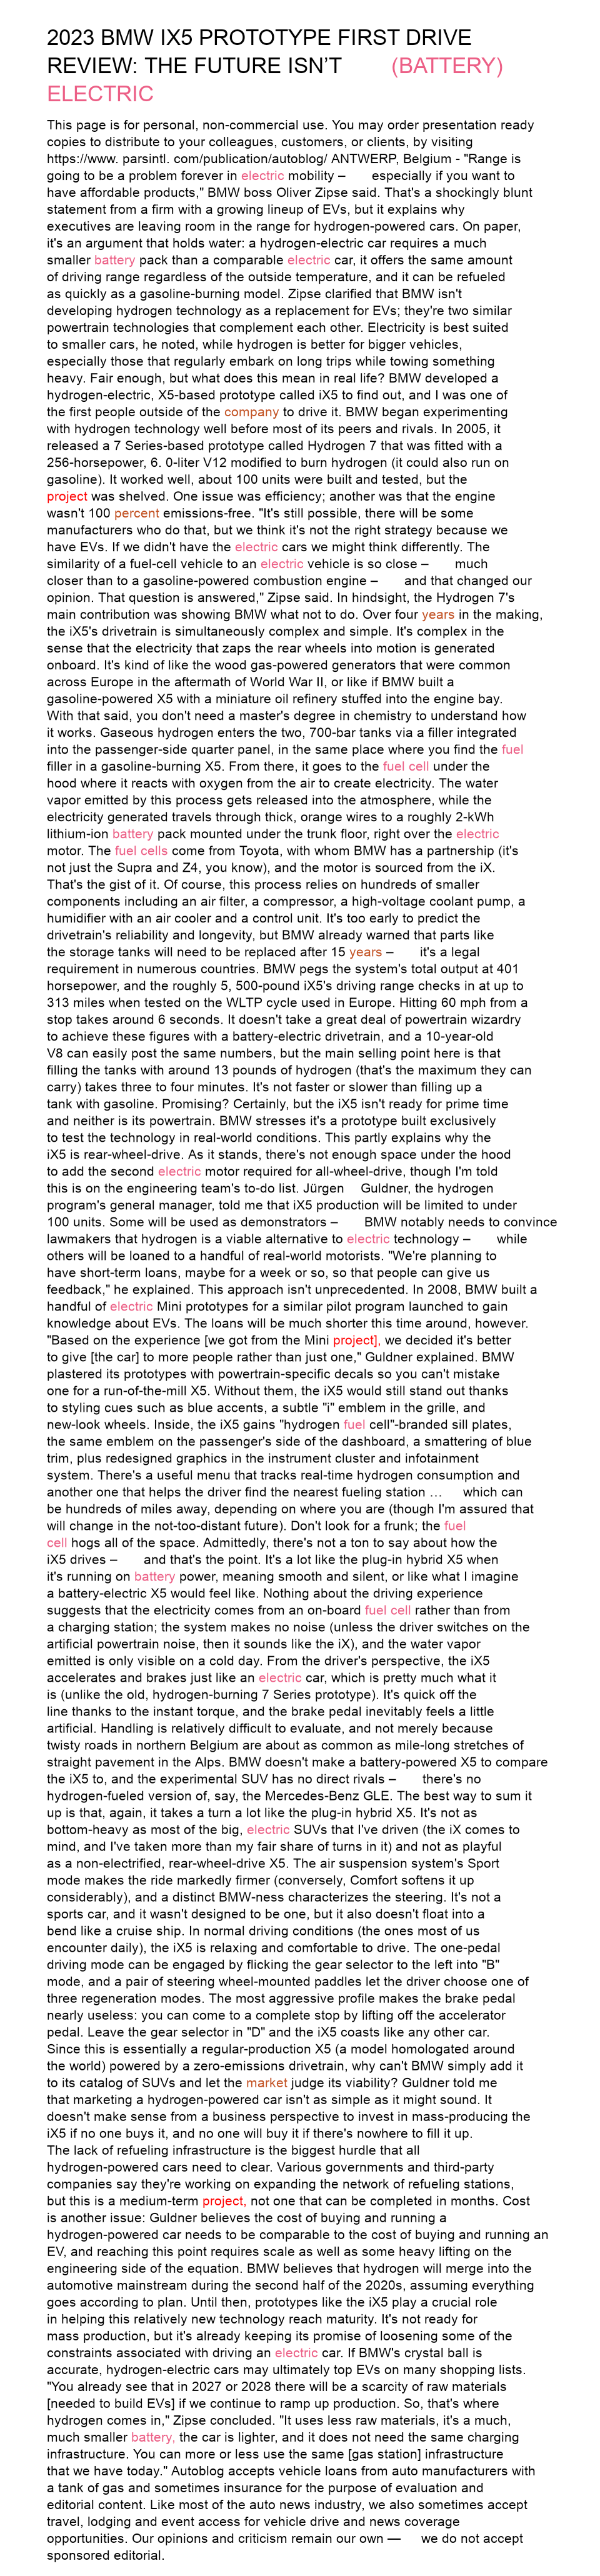 2023 BMW IX5 PROTOTYPE FIRST DRIVE
REVIEW: THE FUTURE ISN’T (BATTERY)
ELECTRIC
This page is for personal, non-commercial use. You may order presentation ready
copies to distribute to your colleagues, customers, or clients, by visiting
https://www. parsintl. com/publication/autoblog/ ANTWERP, Belgium - "Range is
going to be a problem forever in electric mobility – especially if you want to
have affordable products," BMW boss Oliver Zipse said. That's a shockingly blunt
statement from a firm with a growing lineup of EVs, but it explains why
executives are leaving room in the range for hydrogen-powered cars. On paper,
it's an argument that holds water: a hydrogen-electric car requires a much
smaller battery pack than a comparable electric car, it offers the same amount
of driving range regardless of the outside temperature, and it can be refueled
as quickly as a gasoline-burning model. Zipse clarified that BMW isn't
developing hydrogen technology as a replacement for EVs; they're two similar
powertrain technologies that complement each other. Electricity is best suited
to smaller cars, he noted, while hydrogen is better for bigger vehicles,
especially those that regularly embark on long trips while towing something
heavy. Fair enough, but what does this mean in real life? BMW developed a
hydrogen-electric, X5-based prototype called iX5 to find out, and I was one of
the first people outside of the company to drive it. BMW began experimenting
with hydrogen technology well before most of its peers and rivals. In 2005, it
released a 7 Series-based prototype called Hydrogen 7 that was fitted with a
256-horsepower, 6. 0-liter V12 modified to burn hydrogen (it could also run on
gasoline). It worked well, about 100 units were built and tested, but the
project was shelved. One issue was efficiency; another was that the engine
wasn't 100 percent emissions-free. "It's still possible, there will be some
manufacturers who do that, but we think it's not the right strategy because we
have EVs. If we didn't have the electric cars we might think differently. The
similarity of a fuel-cell vehicle to an electric vehicle is so close – much
closer than to a gasoline-powered combustion engine – and that changed our
opinion. That question is answered," Zipse said. In hindsight, the Hydrogen 7's
main contribution was showing BMW what not to do. Over four years in the making,
the iX5's drivetrain is simultaneously complex and simple. It's complex in the
sense that the electricity that zaps the rear wheels into motion is generated
onboard. It's kind of like the wood gas-powered generators that were common
across Europe in the aftermath of World War II, or like if BMW built a
gasoline-powered X5 with a miniature oil refinery stuffed into the engine bay.
With that said, you don't need a master's degree in chemistry to understand how
it works. Gaseous hydrogen enters the two, 700-bar tanks via a filler integrated
into the passenger-side quarter panel, in the same place where you find the fuel
filler in a gasoline-burning X5. From there, it goes to the fuel cell under the
hood where it reacts with oxygen from the air to create electricity. The water
vapor emitted by this process gets released into the atmosphere, while the
electricity generated travels through thick, orange wires to a roughly 2-kWh
lithium-ion battery pack mounted under the trunk floor, right over the electric
motor. The fuel cells come from Toyota, with whom BMW has a partnership (it's
not just the Supra and Z4, you know), and the motor is sourced from the iX.
That's the gist of it. Of course, this process relies on hundreds of smaller
components including an air filter, a compressor, a high-voltage coolant pump, a
humidifier with an air cooler and a control unit. It's too early to predict the
drivetrain's reliability and longevity, but BMW already warned that parts like
the storage tanks will need to be replaced after 15 years – it's a legal
requirement in numerous countries. BMW pegs the system's total output at 401
horsepower, and the roughly 5, 500-pound iX5's driving range checks in at up to
313 miles when tested on the WLTP cycle used in Europe. Hitting 60 mph from a
stop takes around 6 seconds. It doesn't take a great deal of powertrain wizardry
to achieve these figures with a battery-electric drivetrain, and a 10-year-old
V8 can easily post the same numbers, but the main selling point here is that
filling the tanks with around 13 pounds of hydrogen (that's the maximum they can
carry) takes three to four minutes. It's not faster or slower than filling up a
tank with gasoline. Promising? Certainly, but the iX5 isn't ready for prime time
and neither is its powertrain. BMW stresses it's a prototype built exclusively
to test the technology in real-world conditions. This partly explains why the
iX5 is rear-wheel-drive. As it stands, there's not enough space under the hood
to add the second electric motor required for all-wheel-drive, though I'm told
this is on the engineering team's to-do list. Jürgen Guldner, the hydrogen
program's general manager, told me that iX5 production will be limited to under
100 units. Some will be used as demonstrators – BMW notably needs to convince
lawmakers that hydrogen is a viable alternative to electric technology – while
others will be loaned to a handful of real-world motorists. "We're planning to
have short-term loans, maybe for a week or so, so that people can give us
feedback," he explained. This approach isn't unprecedented. In 2008, BMW built a
handful of electric Mini prototypes for a similar pilot program launched to gain
knowledge about EVs. The loans will be much shorter this time around, however.
"Based on the experience [we got from the Mini project], we decided it's better
to give [the car] to more people rather than just one," Guldner explained. BMW
plastered its prototypes with powertrain-specific decals so you can't mistake
one for a run-of-the-mill X5. Without them, the iX5 would still stand out thanks
to styling cues such as blue accents, a subtle "i" emblem in the grille, and
new-look wheels. Inside, the iX5 gains "hydrogen fuel cell"-branded sill plates,
the same emblem on the passenger's side of the dashboard, a smattering of blue
trim, plus redesigned graphics in the instrument cluster and infotainment
system. There's a useful menu that tracks real-time hydrogen consumption and
another one that helps the driver find the nearest fueling station … which can
be hundreds of miles away, depending on where you are (though I'm assured that
will change in the not-too-distant future). Don't look for a frunk; the fuel
cell hogs all of the space. Admittedly, there's not a ton to say about how the
iX5 drives – and that's the point. It's a lot like the plug-in hybrid X5 when
it's running on battery power, meaning smooth and silent, or like what I imagine
a battery-electric X5 would feel like. Nothing about the driving experience
suggests that the electricity comes from an on-board fuel cell rather than from
a charging station; the system makes no noise (unless the driver switches on the
artificial powertrain noise, then it sounds like the iX), and the water vapor
emitted is only visible on a cold day. From the driver's perspective, the iX5
accelerates and brakes just like an electric car, which is pretty much what it
is (unlike the old, hydrogen-burning 7 Series prototype). It's quick off the
line thanks to the instant torque, and the brake pedal inevitably feels a little
artificial. Handling is relatively difficult to evaluate, and not merely because
twisty roads in northern Belgium are about as common as mile-long stretches of
straight pavement in the Alps. BMW doesn't make a battery-powered X5 to compare
the iX5 to, and the experimental SUV has no direct rivals – there's no
hydrogen-fueled version of, say, the Mercedes-Benz GLE. The best way to sum it
up is that, again, it takes a turn a lot like the plug-in hybrid X5. It's not as
bottom-heavy as most of the big, electric SUVs that I've driven (the iX comes to
mind, and I've taken more than my fair share of turns in it) and not as playful
as a non-electrified, rear-wheel-drive X5. The air suspension system's Sport
mode makes the ride markedly firmer (conversely, Comfort softens it up
considerably), and a distinct BMW-ness characterizes the steering. It's not a
sports car, and it wasn't designed to be one, but it also doesn't float into a
bend like a cruise ship. In normal driving conditions (the ones most of us
encounter daily), the iX5 is relaxing and comfortable to drive. The one-pedal
driving mode can be engaged by flicking the gear selector to the left into "B"
mode, and a pair of steering wheel-mounted paddles let the driver choose one of
three regeneration modes. The most aggressive profile makes the brake pedal
nearly useless: you can come to a complete stop by lifting off the accelerator
pedal. Leave the gear selector in "D" and the iX5 coasts like any other car.
Since this is essentially a regular-production X5 (a model homologated around
the world) powered by a zero-emissions drivetrain, why can't BMW simply add it
to its catalog of SUVs and let the market judge its viability? Guldner told me
that marketing a hydrogen-powered car isn't as simple as it might sound. It
doesn't make sense from a business perspective to invest in mass-producing the
iX5 if no one buys it, and no one will buy it if there's nowhere to fill it up.
The lack of refueling infrastructure is the biggest hurdle that all
hydrogen-powered cars need to clear. Various governments and third-party
companies say they're working on expanding the network of refueling stations,
but this is a medium-term project, not one that can be completed in months. Cost
is another issue: Guldner believes the cost of buying and running a
hydrogen-powered car needs to be comparable to the cost of buying and running an
EV, and reaching this point requires scale as well as some heavy lifting on the
engineering side of the equation. BMW believes that hydrogen will merge into the
automotive mainstream during the second half of the 2020s, assuming everything
goes according to plan. Until then, prototypes like the iX5 play a crucial role
in helping this relatively new technology reach maturity. It's not ready for
mass production, but it's already keeping its promise of loosening some of the
constraints associated with driving an electric car. If BMW's crystal ball is
accurate, hydrogen-electric cars may ultimately top EVs on many shopping lists.
"You already see that in 2027 or 2028 there will be a scarcity of raw materials
[needed to build EVs] if we continue to ramp up production. So, that's where
hydrogen comes in," Zipse concluded. "It uses less raw materials, it's a much,
much smaller battery, the car is lighter, and it does not need the same charging
infrastructure. You can more or less use the same [gas station] infrastructure
that we have today." Autoblog accepts vehicle loans from auto manufacturers with
a tank of gas and sometimes insurance for the purpose of evaluation and
editorial content. Like most of the auto news industry, we also sometimes accept
travel, lodging and event access for vehicle drive and news coverage
opportunities. Our opinions and criticism remain our own — we do not accept
sponsored editorial.